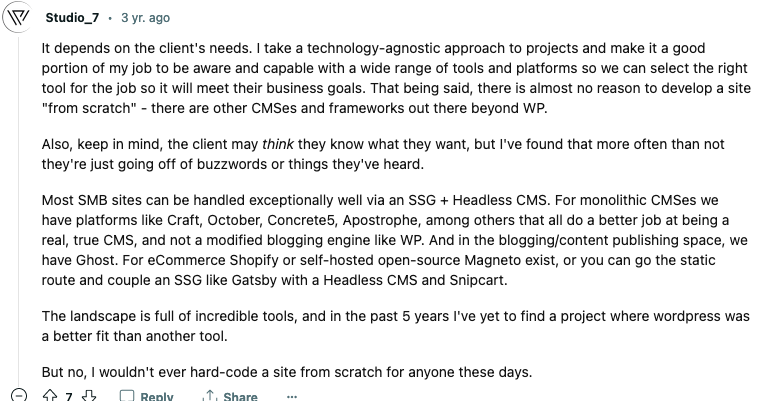 Studio_7 • 3 yr. ago
It depends on the client's needs. I take a technology-agnostic approach to projects and make it a good
portion of my job to be aware and capable with a wide range of tools and platforms so we can select the right
tool for the job so it will meet their business goals. That being said, there is almost no reason to develop a site
"from scratch" - there are other CMSes and frameworks out there beyond WP.
Also, keep in mind, the client may think they know what they want, but I've found that more often than not
they're just going off of buzzwords or things they've heard.
Most SMB sites can be handled exceptionally well via an SSG + Headless CMS. For monolithic CMSes we
have platforms like Craft, October, Concrete5, Apostrophe, among others that all do a better job at being a
real, true CMS, and not a modified blogging engine like WP. And in the blogging/content publishing space, we
have Ghost. For eCommerce Shopify or self-hosted open-source Magneto exist, or you can go the static
route and couple an SSG like Gatsby with a Headless CMS and Snipcart.
The landscape is full of incredible tools, and in the past 5 years I've yet to find a project where wordpress was
a better fit than another tool.
But no, I wouldn't ever hard-code a site from scratch for anyone these days.
7 Reply Share ...